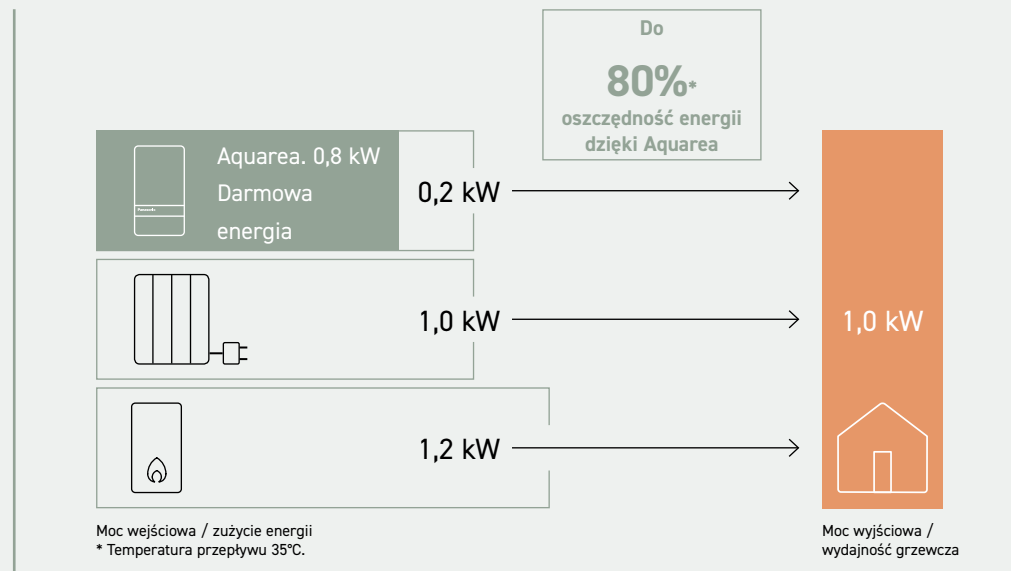 Do
80%*
oszczędność energii
dzięki Aquarea
Aquarea. 0,8 kW
Darmowa
energia
0,2 kW
1,0 kW
1,2 kW
1,0 kW
Moc wejściowa / zużycie energii
* Temperatura przepływu 35°C.
Moc wyjściowa /
wydajność grzewcza